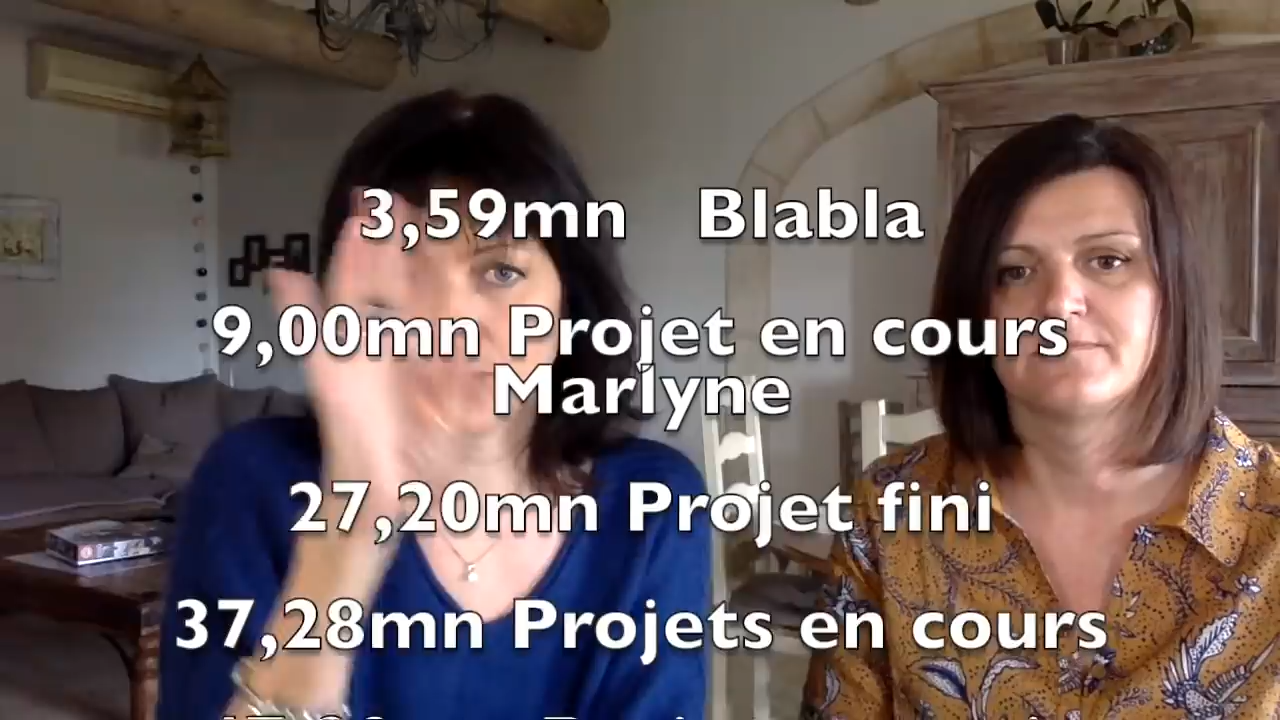 3,59mn Blabla
9,00mn Projet en cours
Marlyne
27,20mn Projet fini
37,28mn Projets en cours